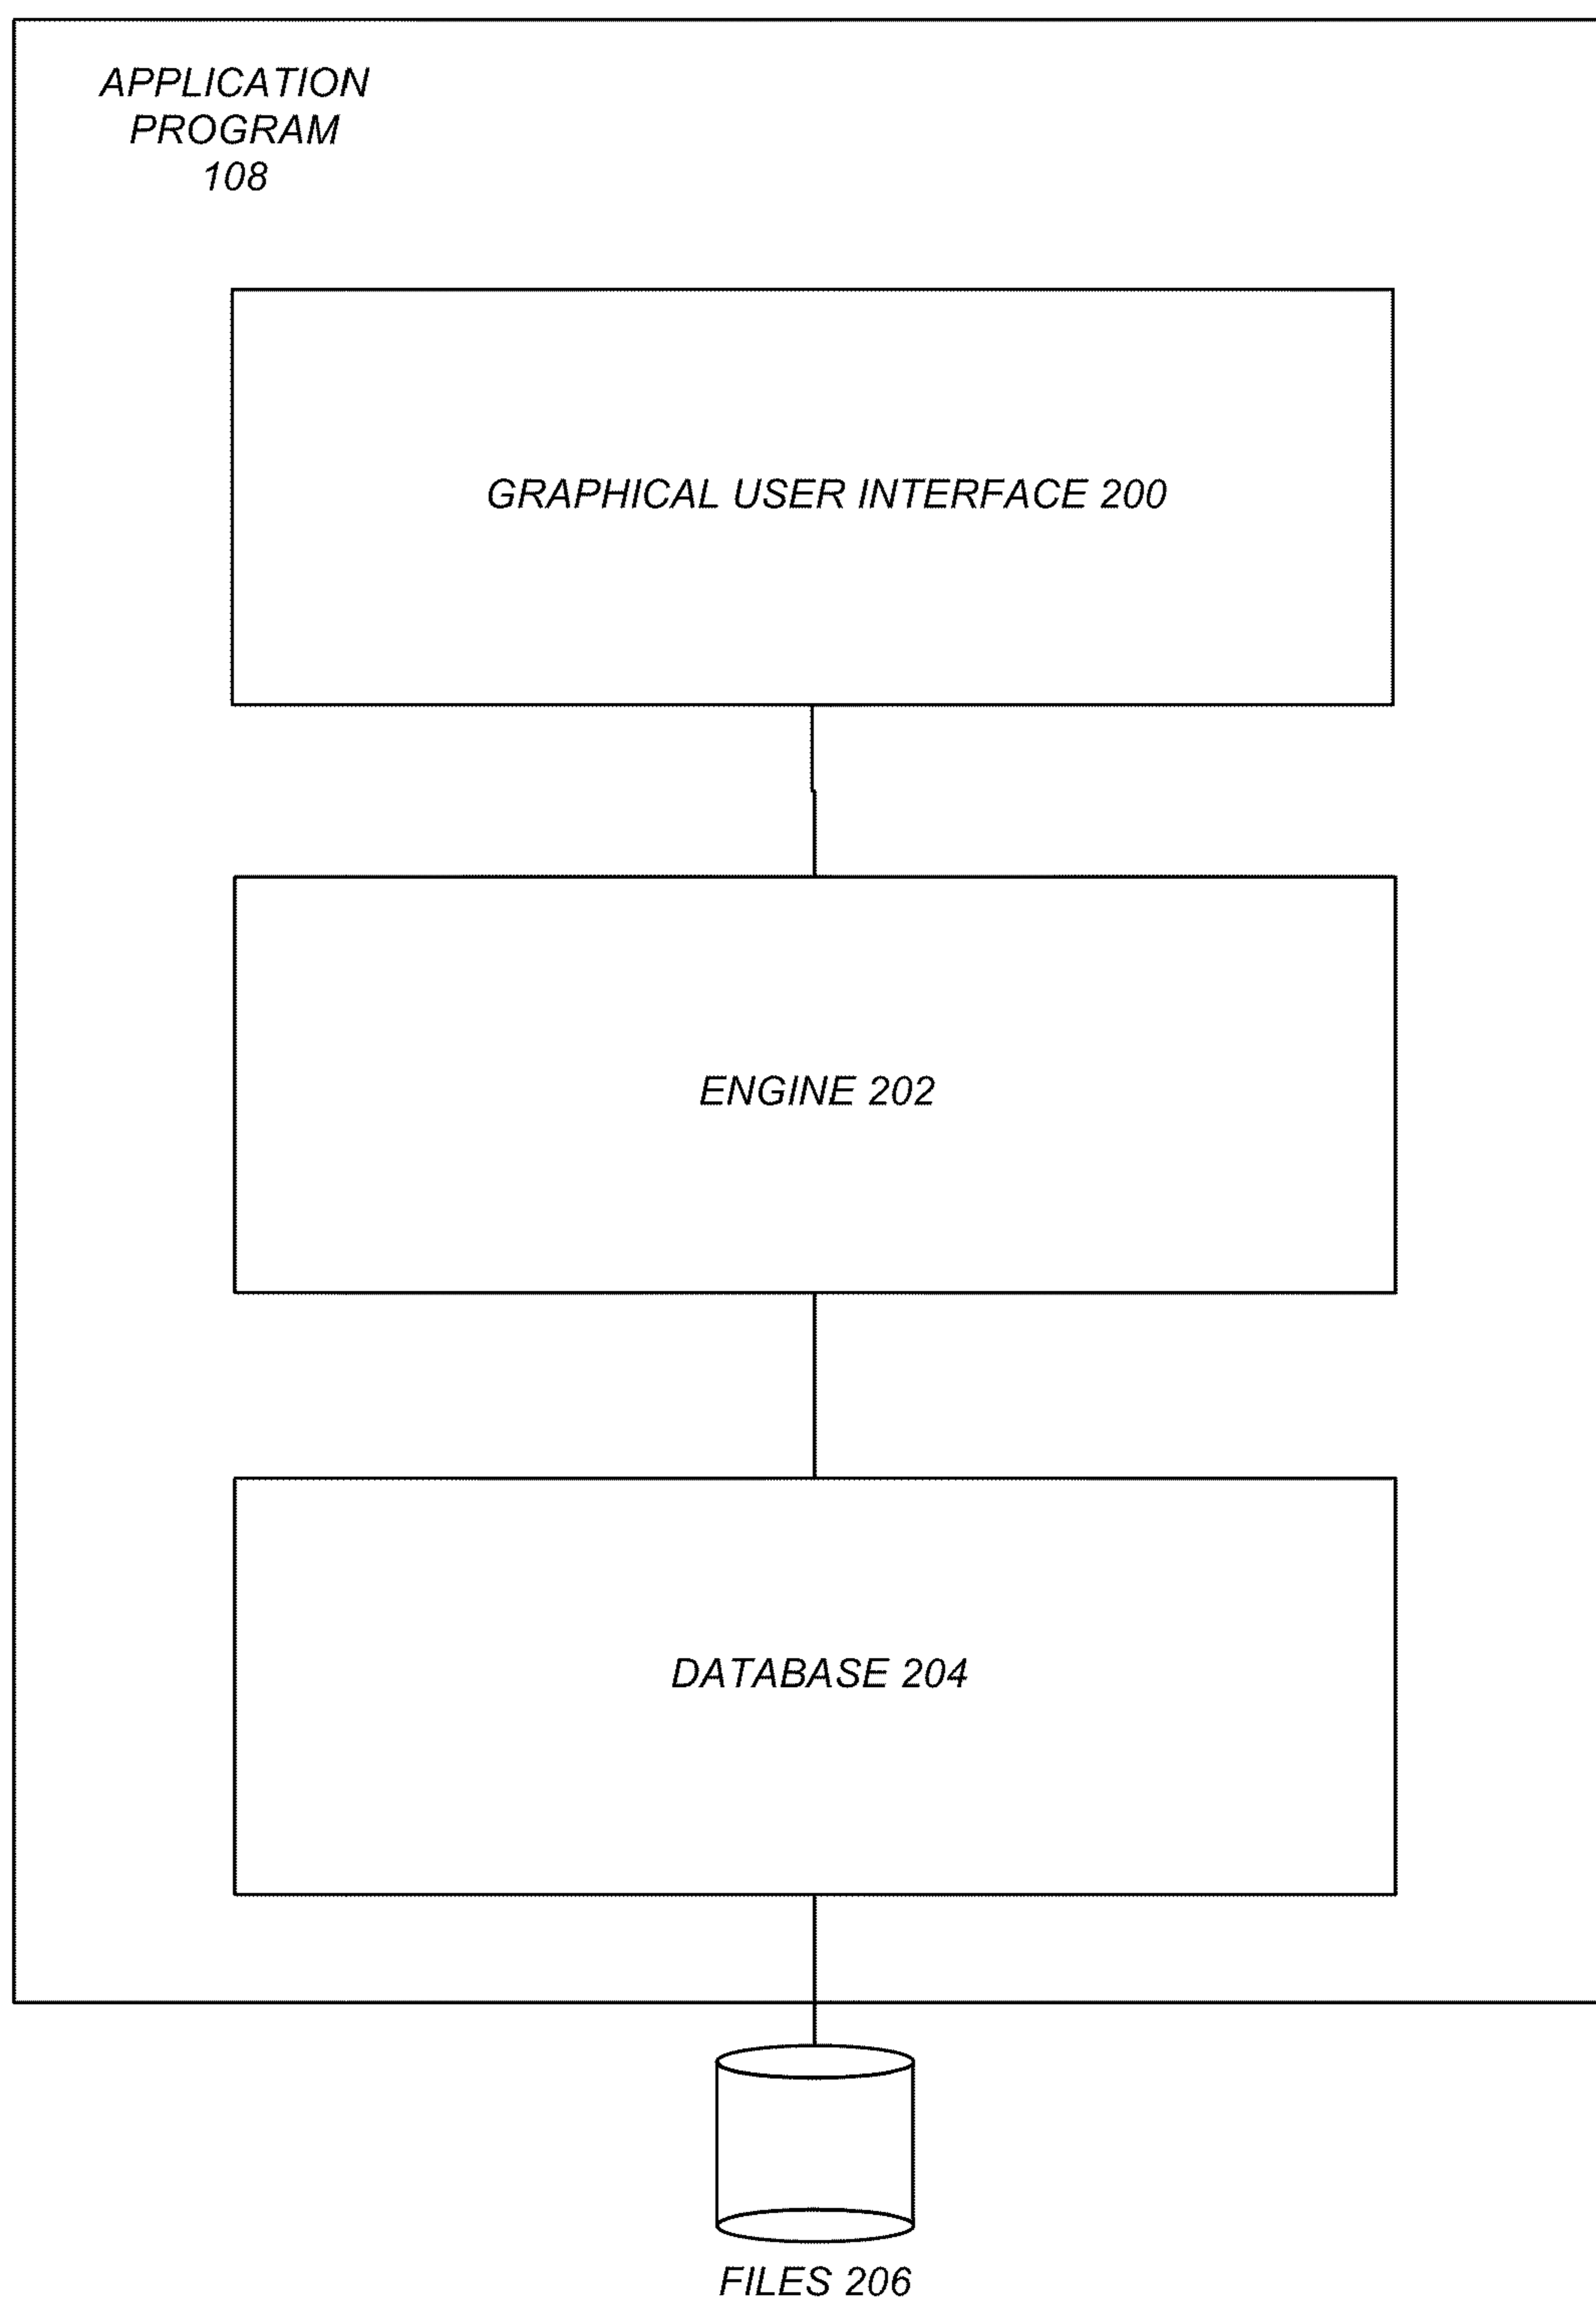 APPLICATION
PROGRAM
108
GRAPHICAL USER INTERFACE 200
ENGINE 202
DATABASE 204
FILES 206